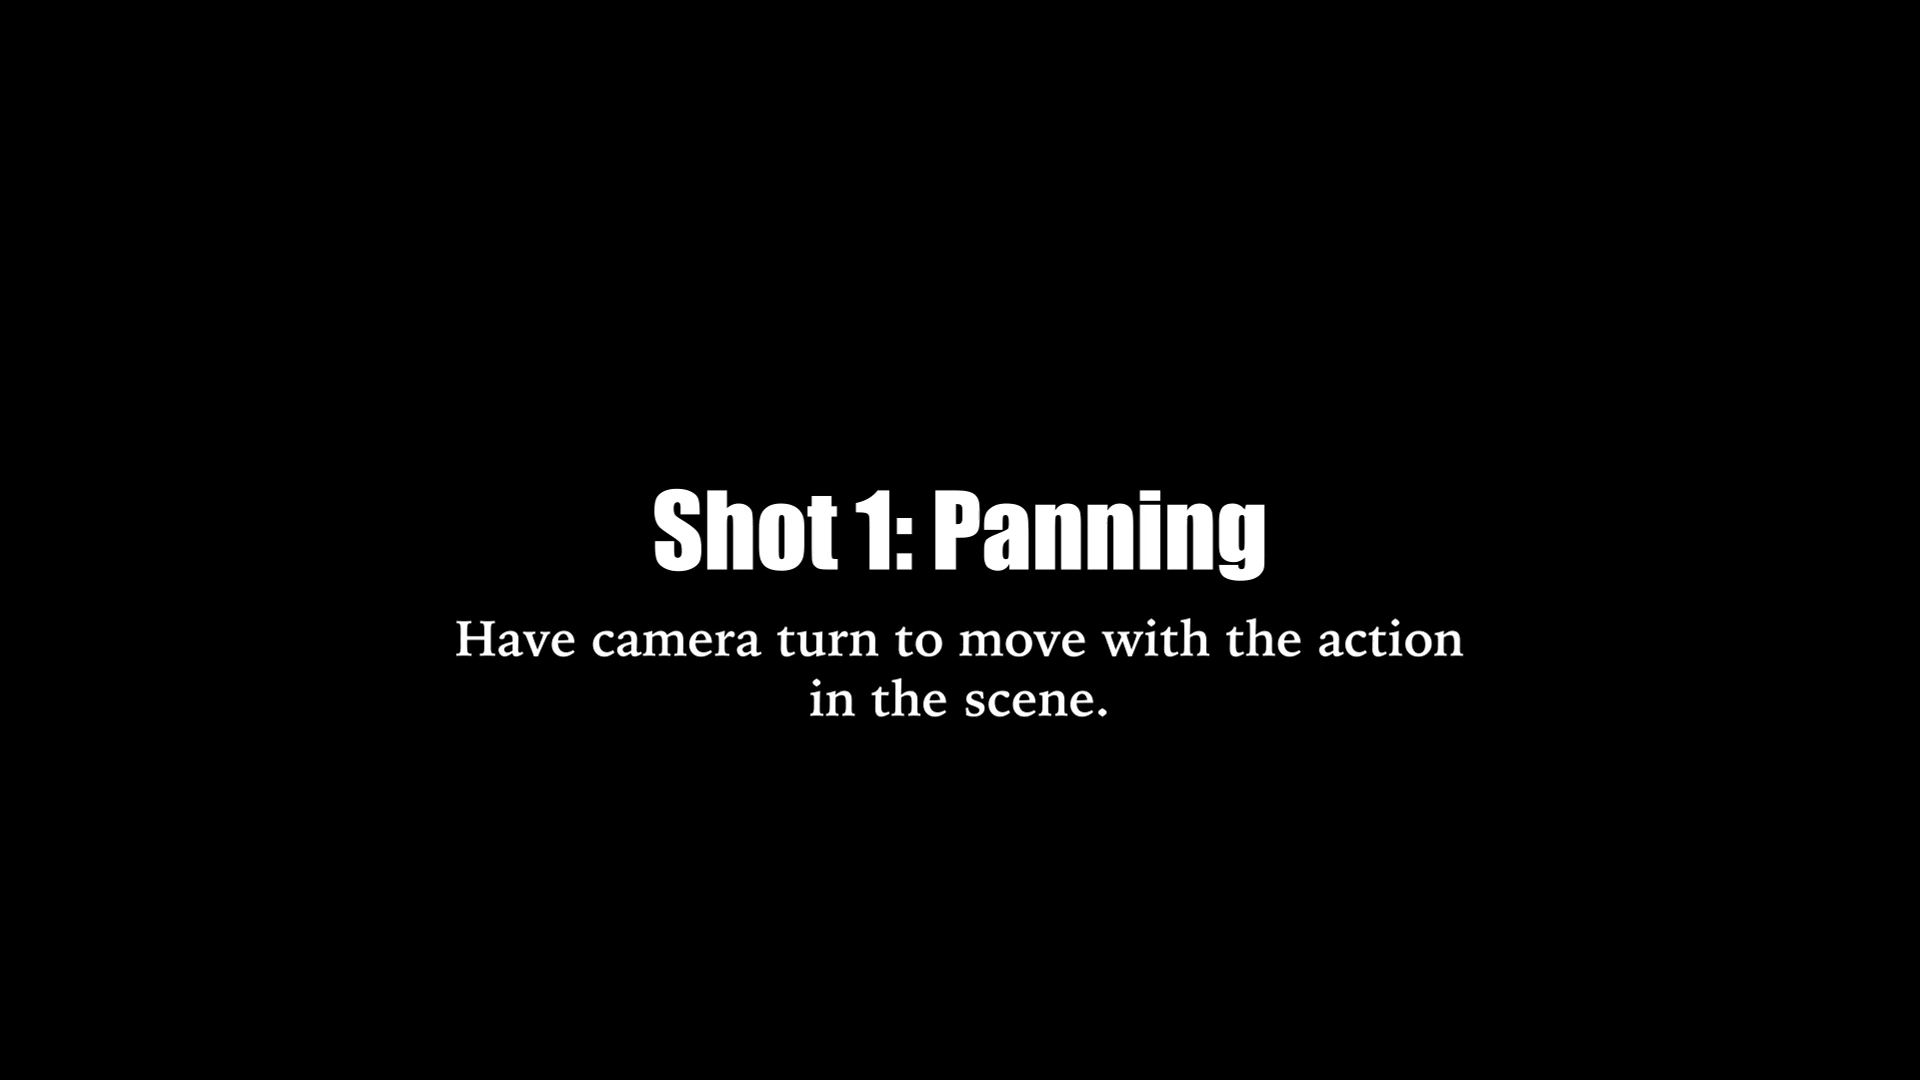 Shot 1: Panning
Have camera turn to move with the action
in the scene.